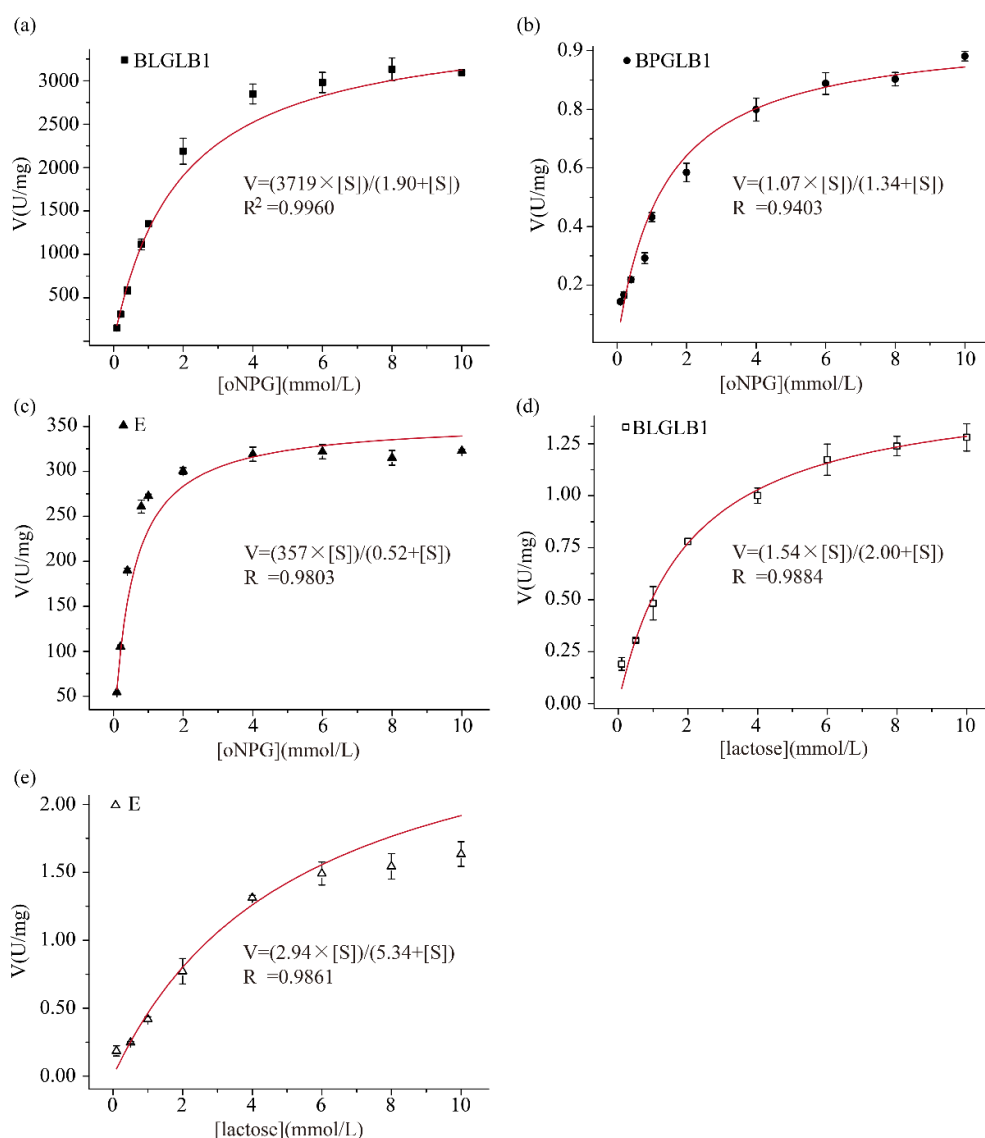 (a)
BLGLB1
3000
2500
2000
1500
1000
500
V(U/mg)
V=(3719×[S])/(1.90+[S])
R² =0.9960
0 2 4 6 8 10
[oNPG](mmol/L)
(b)
BPGLB1
0.9
0.8
0.6
0.4
0.2
V(U/mg)
V=(1.07×[S])/(1.34+[S])
R =0.9403
0 2 4 6 8 10
[oNPG](mmol/L)
(c)
E
350
300
250
200
150
100
50
V(U/mg)
V=(357×[S])/(0.52+[S])
R =0.9803
0 2 4 6 8 10
[oNPG](mmol/L)
(d)
BLGLB1
1.25
1.00
0.75
0.50
0.25
0.00
V(U/mg)
V=(1.54×[S])/(2.00+[S])
R =0.9884
0 2 4 6 8 10
[lactose](mmol/L)
(e)
E
2.00
1.50
1.00
0.50
0.00
V(U/mg)
V=(2.94×[S])/(5.34+[S])
R =0.9861
0 2 4 6 8 10
[lactose](mmol/L)